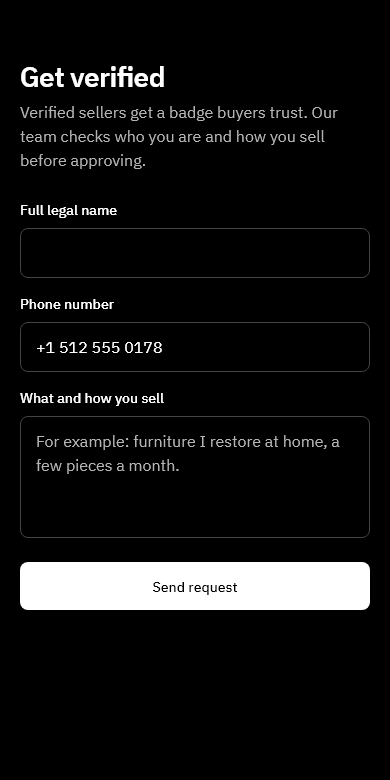 Get verified
Verified sellers get a badge buyers trust. Our
team checks who you are and how you sell
before approving.
Full legal name
Phone number
+1 512 555 0178
What and how you sell
For example: furniture I restore at home, a
few pieces a month.
Send request